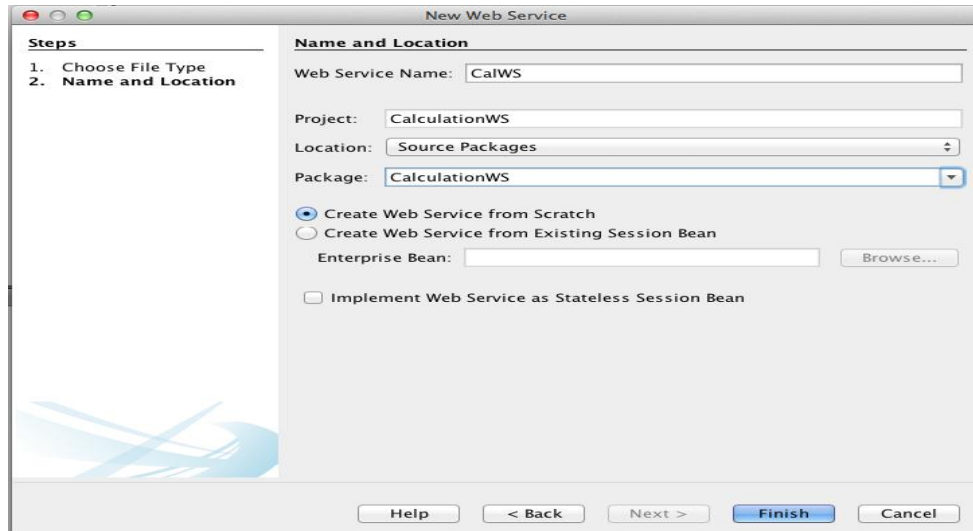 New Web Service
Steps
1. Choose File Type
2. Name and Location
Name and Location
Web Service Name: CalWS
Project: CalculationWS
Location: Source Packages
Package: CalculationWS
Create Web Service from Scratch
Create Web Service from Existing Session Bean
Enterprise Bean: Browse...
Implement Web Service as Stateless Session Bean
Help < Back Next > Finish Cancel